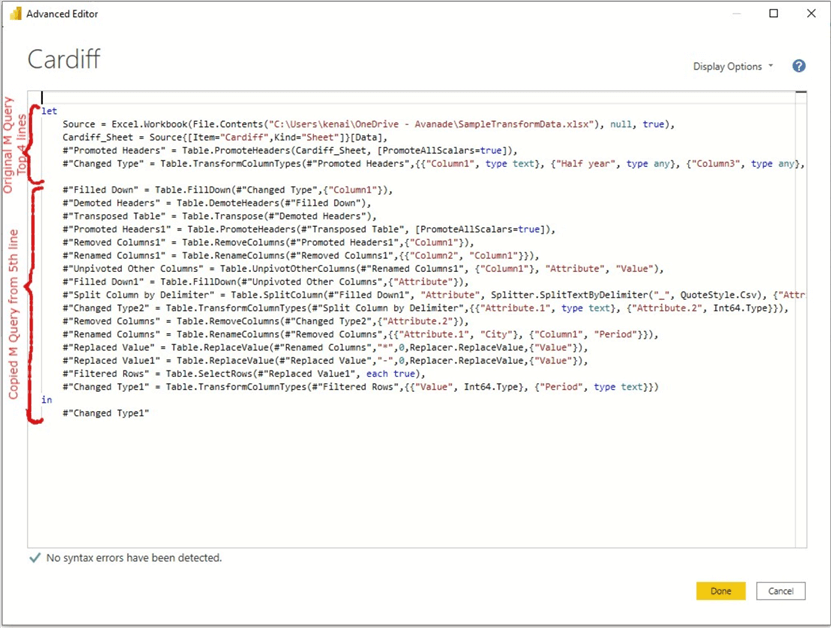 Advanced Editor
Cardiff
Display Options
?
Original M Query
Top 4 lines
let
Source = Excel.Workbook(File.Contents("C:\Users\kenai\OneDrive - Avanade\SampleTransformData.xlsx"), null, true),
Cardiff_Sheet = Source{[Item="Cardiff",Kind="Sheet"]}[Data],
#"Promoted Headers" = Table.PromoteHeaders(Cardiff_Sheet, [PromoteAllScalars=true]),
#"Changed Type" = Table.TransformColumnTypes(#"Promoted Headers",{{"Column1", type text}, {"Half year", type any}, {"Column3", type any},
Copied M Query from 5th line
#"Filled Down" = Table.FillDown(#"Changed Type",{"Column1"}),
#"Demoted Headers" = Table.DemoteHeaders(#"Filled Down"),
#"Transposed Table" = Table.Transpose(#"Demoted Headers"),
#"Promoted Headers1" = Table.PromoteHeaders(#"Transposed Table", [PromoteAllScalars=true]),
#"Removed Columns1" = Table.RemoveColumns(#"Promoted Headers1",{"Column1"}),
#"Renamed Columns1" = Table.RenameColumns(#"Removed Columns1",{{"Column2", "Column1"}}),
#"Unpivoted Other Columns" = Table.UnpivotOtherColumns(#"Renamed Columns1", {"Column1"}, "Attribute", "Value"),
#"Filled Down1" = Table.FillDown(#"Unpivoted Other Columns",{"Attribute"}),
#"Split Column by Delimiter" = Table.SplitColumn(#"Filled Down1", "Attribute", Splitter.SplitTextByDelimiter("_", QuoteStyle.Csv), {"Attr
#"Changed Type2" = Table.TransformColumnTypes(#"Split Column by Delimiter",{{"Attribute.1", type text}, {"Attribute.2", Int64.Type}}),
#"Removed Columns" = Table.RemoveColumns(#"Changed Type2",{"Attribute.2"}),
#"Renamed Columns" = Table.RenameColumns(#"Removed Columns",{{"Attribute.1", "City"}, {"Column1", "Period"}}),
#"Replaced Value" = Table.ReplaceValue(#"Renamed Columns","*",0,Replacer.ReplaceValue,{"Value"}),
#"Replaced Value1" = Table.ReplaceValue(#"Replaced Value","-",0,Replacer.ReplaceValue,{"Value"}),
#"Filtered Rows" = Table.SelectRows(#"Replaced Value1", each true),
#"Changed Type1" = Table.TransformColumnTypes(#"Filtered Rows",{{"Value", Int64.Type}, {"Period", type text}})
in
#"Changed Type1"
No syntax errors have been detected.
Done
Cancel